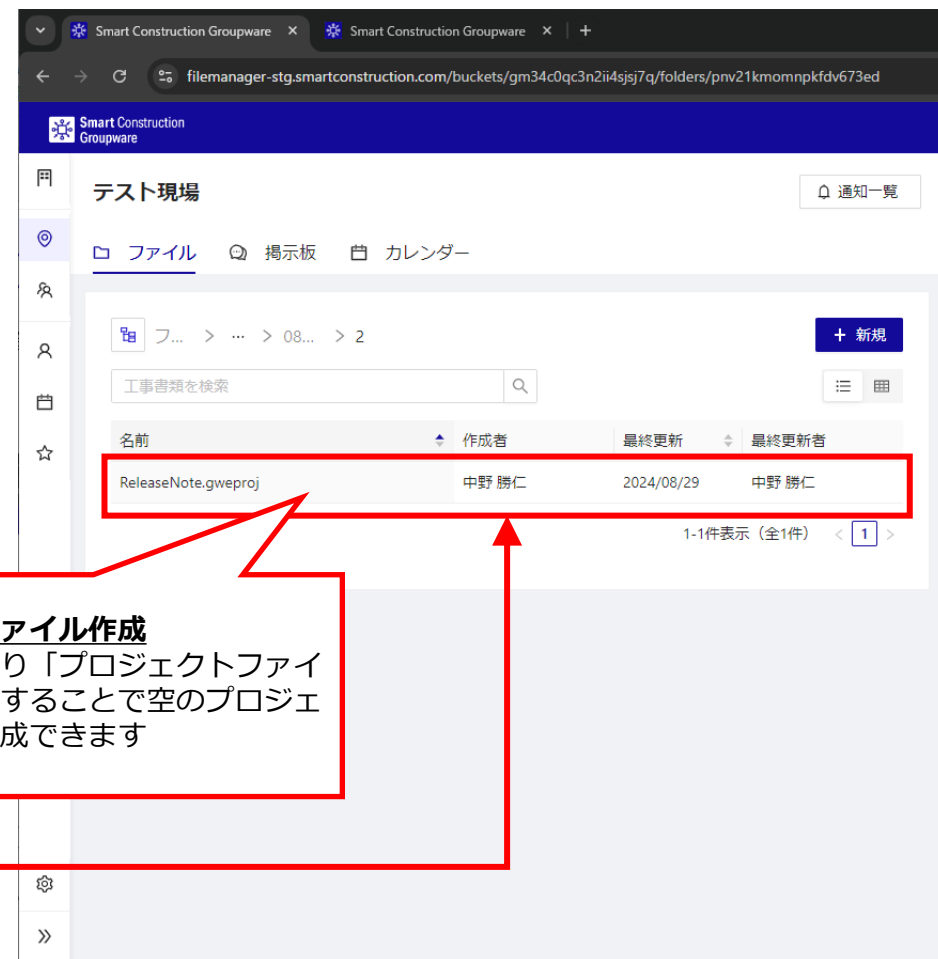 Smart Construction Groupware
Smart Construction Groupware
filemanager-stg.smartconstruction.com/buckets/gm34c0qc3n2ii4sjsj7q/folders/pnv21kmomnpkfdv673ed
Smart Construction
Groupware
テスト現場
通知一覧
ファイル 掲示板 カレンダー
フ... > ··· > 08... > 2
+ 新規
工事書類を検索
名前 作成者 最終更新 最終更新者
ReleaseNote.gweproj 中野 勝仁 2024/08/29 中野 勝仁
1-1件表示（全1件） < 1 >
ァイル作成
り「プロジェクトファイ
することで空のプロジェ
成できます